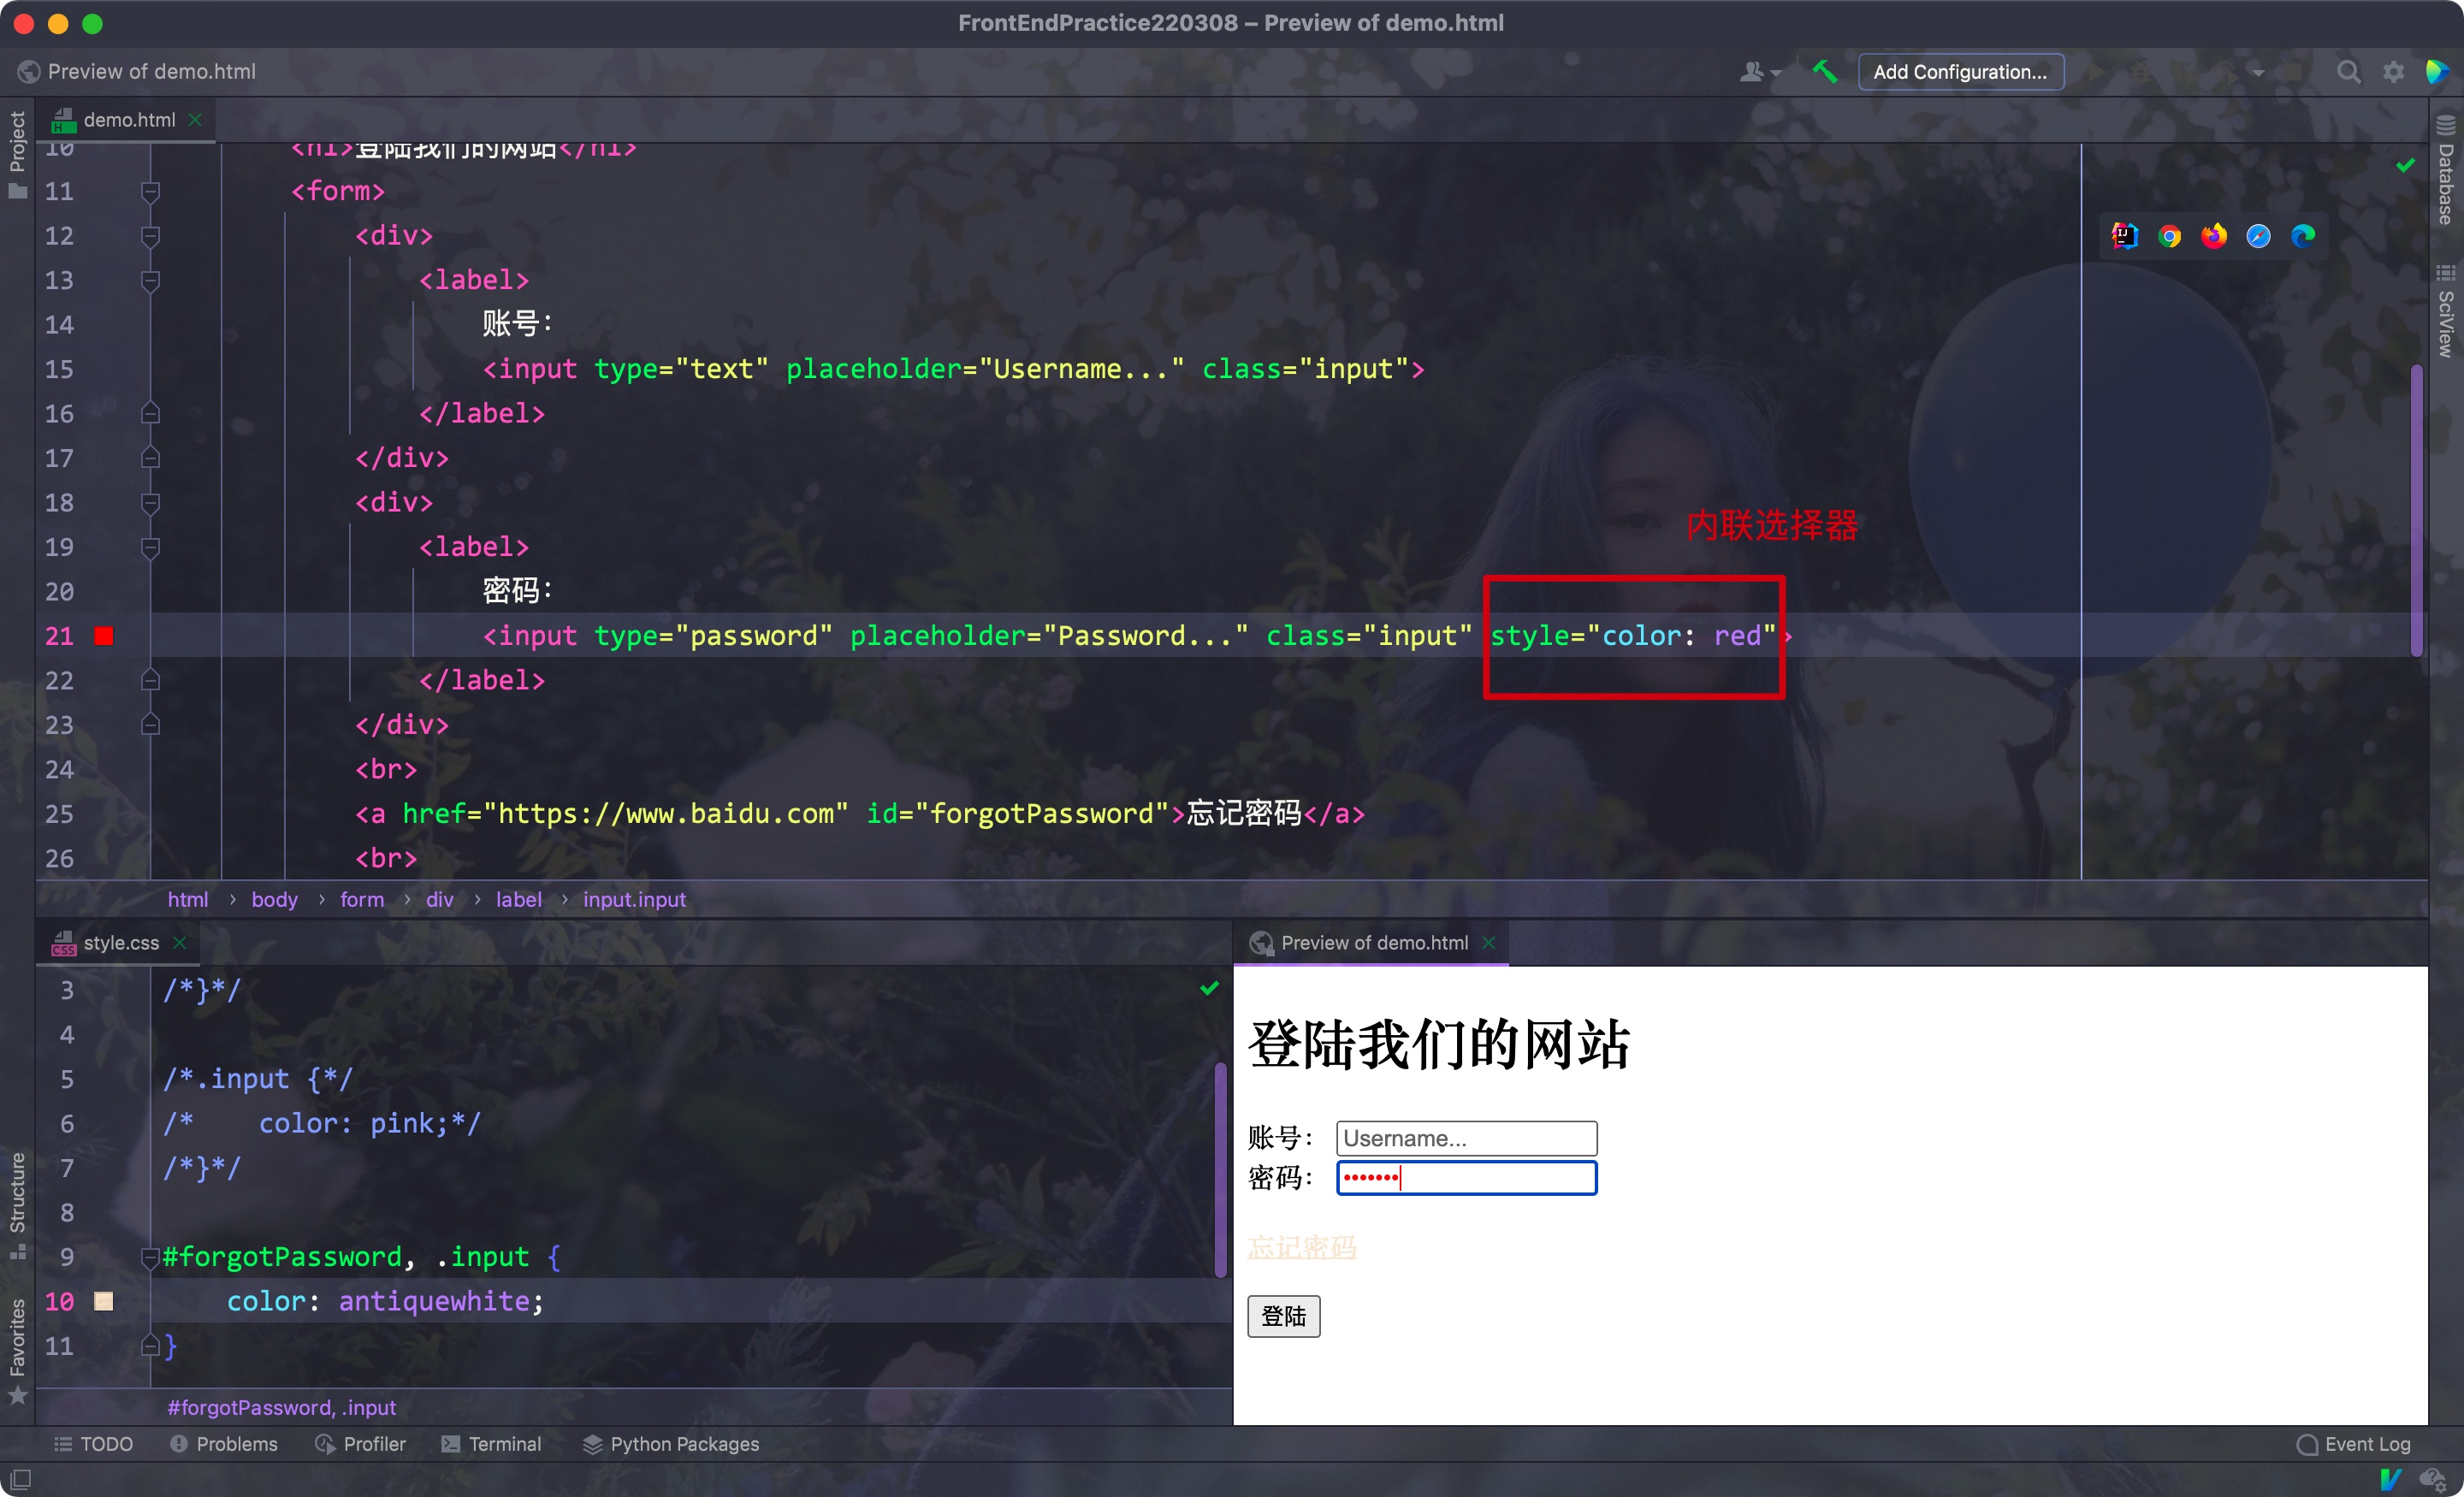 FrontEndPractice220308 – Preview of demo.html
Preview of demo.html
Add Configuration...
Project
demo.html
Database
SciView
10 <h1>登陆我们的网站</h1>
11 <form>
12 <div>
13 <label>
14 账号：
15 <input type="text" placeholder="Username..." class="input">
16 </label>
17 </div>
18 <div>
内联选择器
19 <label>
20 密码：
21 <input type="password" placeholder="Password..." class="input" style="color: red">
22 </label>
23 </div>
24 <br>
25 <a href="https://www.baidu.com" id="forgotPassword">忘记密码</a>
26 <br>
html › body › form › div › label › input.input
style.css
3 /*}*/
4
5 /*.input {*/
6 /*    color: pink;*/
7 /*}*/
8
9 #forgotPassword, .input {
10     color: antiquewhite;
11 }
#forgotPassword, .input
Structure
Favorites
Preview of demo.html
登陆我们的网站
账号： Username...
密码： •••••••
忘记密码
登陆
TODO Problems Profiler Terminal Python Packages Event Log